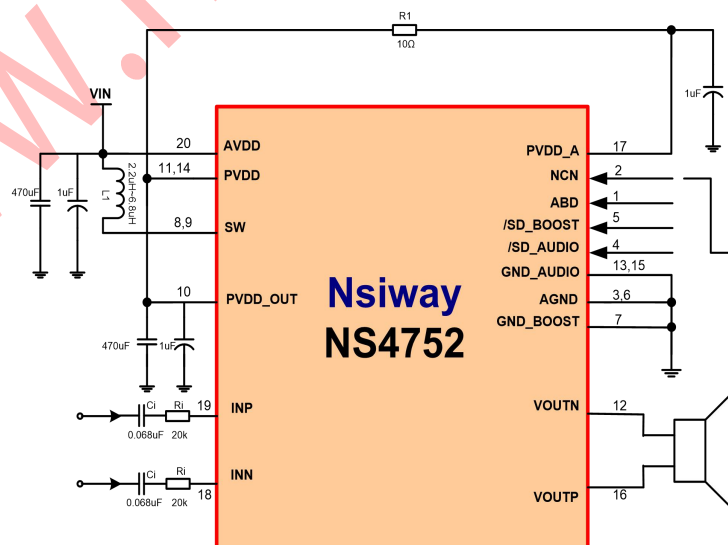 R1
10Ω
VIN
1uF
20
AVDD
11,14
PVDD
470uF
1uF
L1
2.2uH~6.8uH
8,9
SW
PVDD_A
17
NCN
2
ABD
1
/SD_BOOST
5
/SD_AUDIO
4
GND_AUDIO
13,15
AGND
3,6
GND_BOOST
7
10
PVDD_OUT
Nsiway
NS4752
470uF
1uF
Ci
Ri
19
INP
0.068uF
20k
VOUTN
12
Ci
Ri
INN
0.068uF
20k
18
VOUTP
16